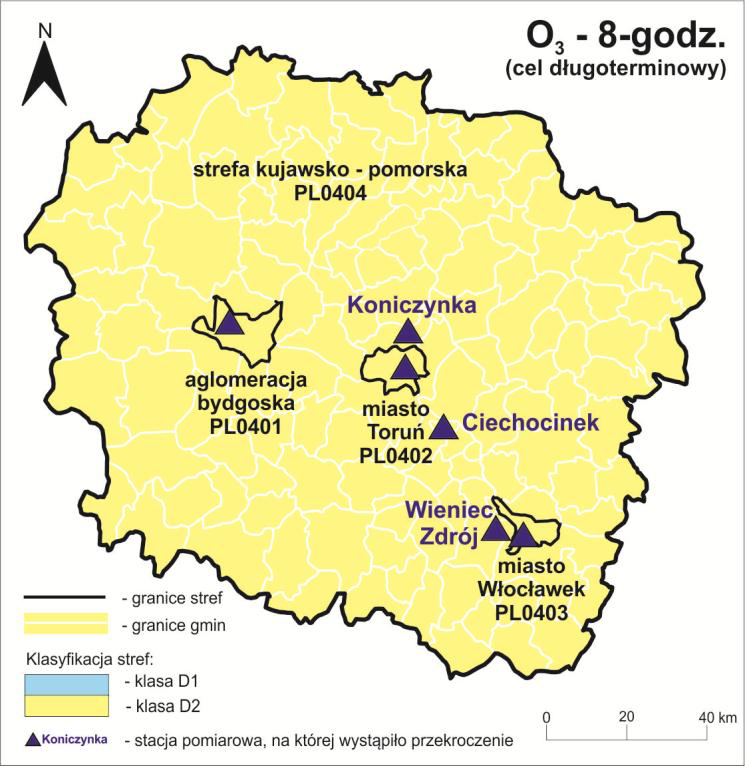 N
O3 - 8-godz.
(cel długoterminowy)
strefa kujawsko - pomorska
PL0404
Koniczynka
aglomeracja
bydgoska
PL0401
miasto
Toruń
PL0402
Ciechocinek
Wieniec
Zdrój
miasto
Włocławek
PL0403
- granice stref
- granice gmin
Klasyfikacja stref:
- klasa D1
- klasa D2
Koniczynka - stacja pomiarowa, na której wystąpiło przekroczenie
0 20 40 km